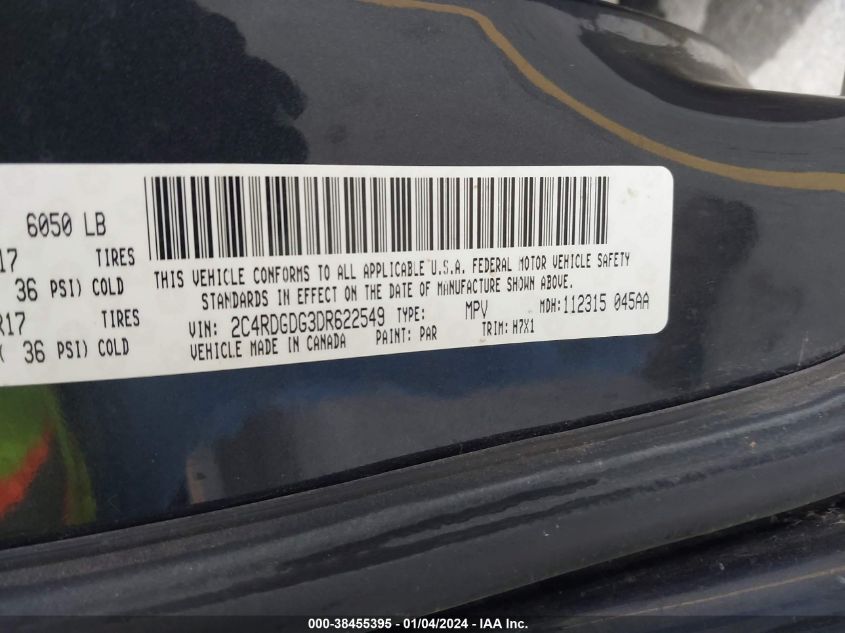 6050 LB
17 TIRES
36 PSI) COLD
R17 TIRES
( 36 PSI) COLD
THIS VEHICLE CONFORMS TO ALL APPLICABLE U.S.A. FEDERAL MOTOR VEHICLE SAFETY
STANDARDS IN EFFECT ON THE DATE OF MANUFACTURE SHOWN ABOVE.
VIN: 2C4RDGDG3DR622549 TYPE: MPV MDH: 112315 045AA
VEHICLE MADE IN CANADA PAINT: PAR TRIM: H7X1
000-38455395 - 01/04/2024 - IAA Inc.